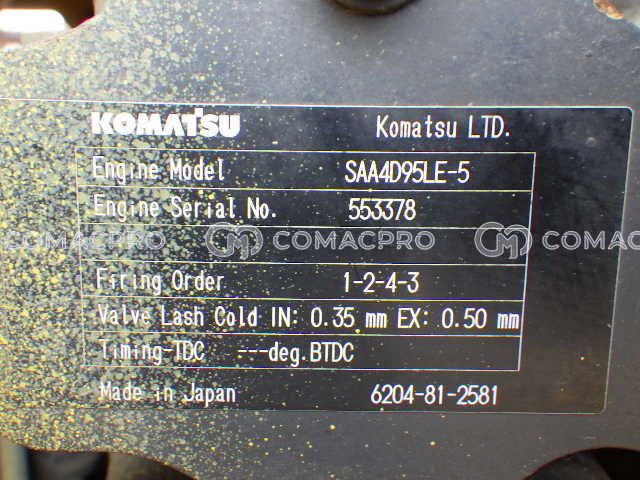 KOMATSU Komatsu LTD.
Engine Model SAA4D95LE-5
Engine Serial No. 553378
COMACPRO COMACPRO COMACPRO
Firing Order 1-2-4-3
Valve Lash Cold IN: 0.35 mm EX: 0.50 mm
Timing-TDC ---deg.BTDC
Made in Japan 6204-81-2581